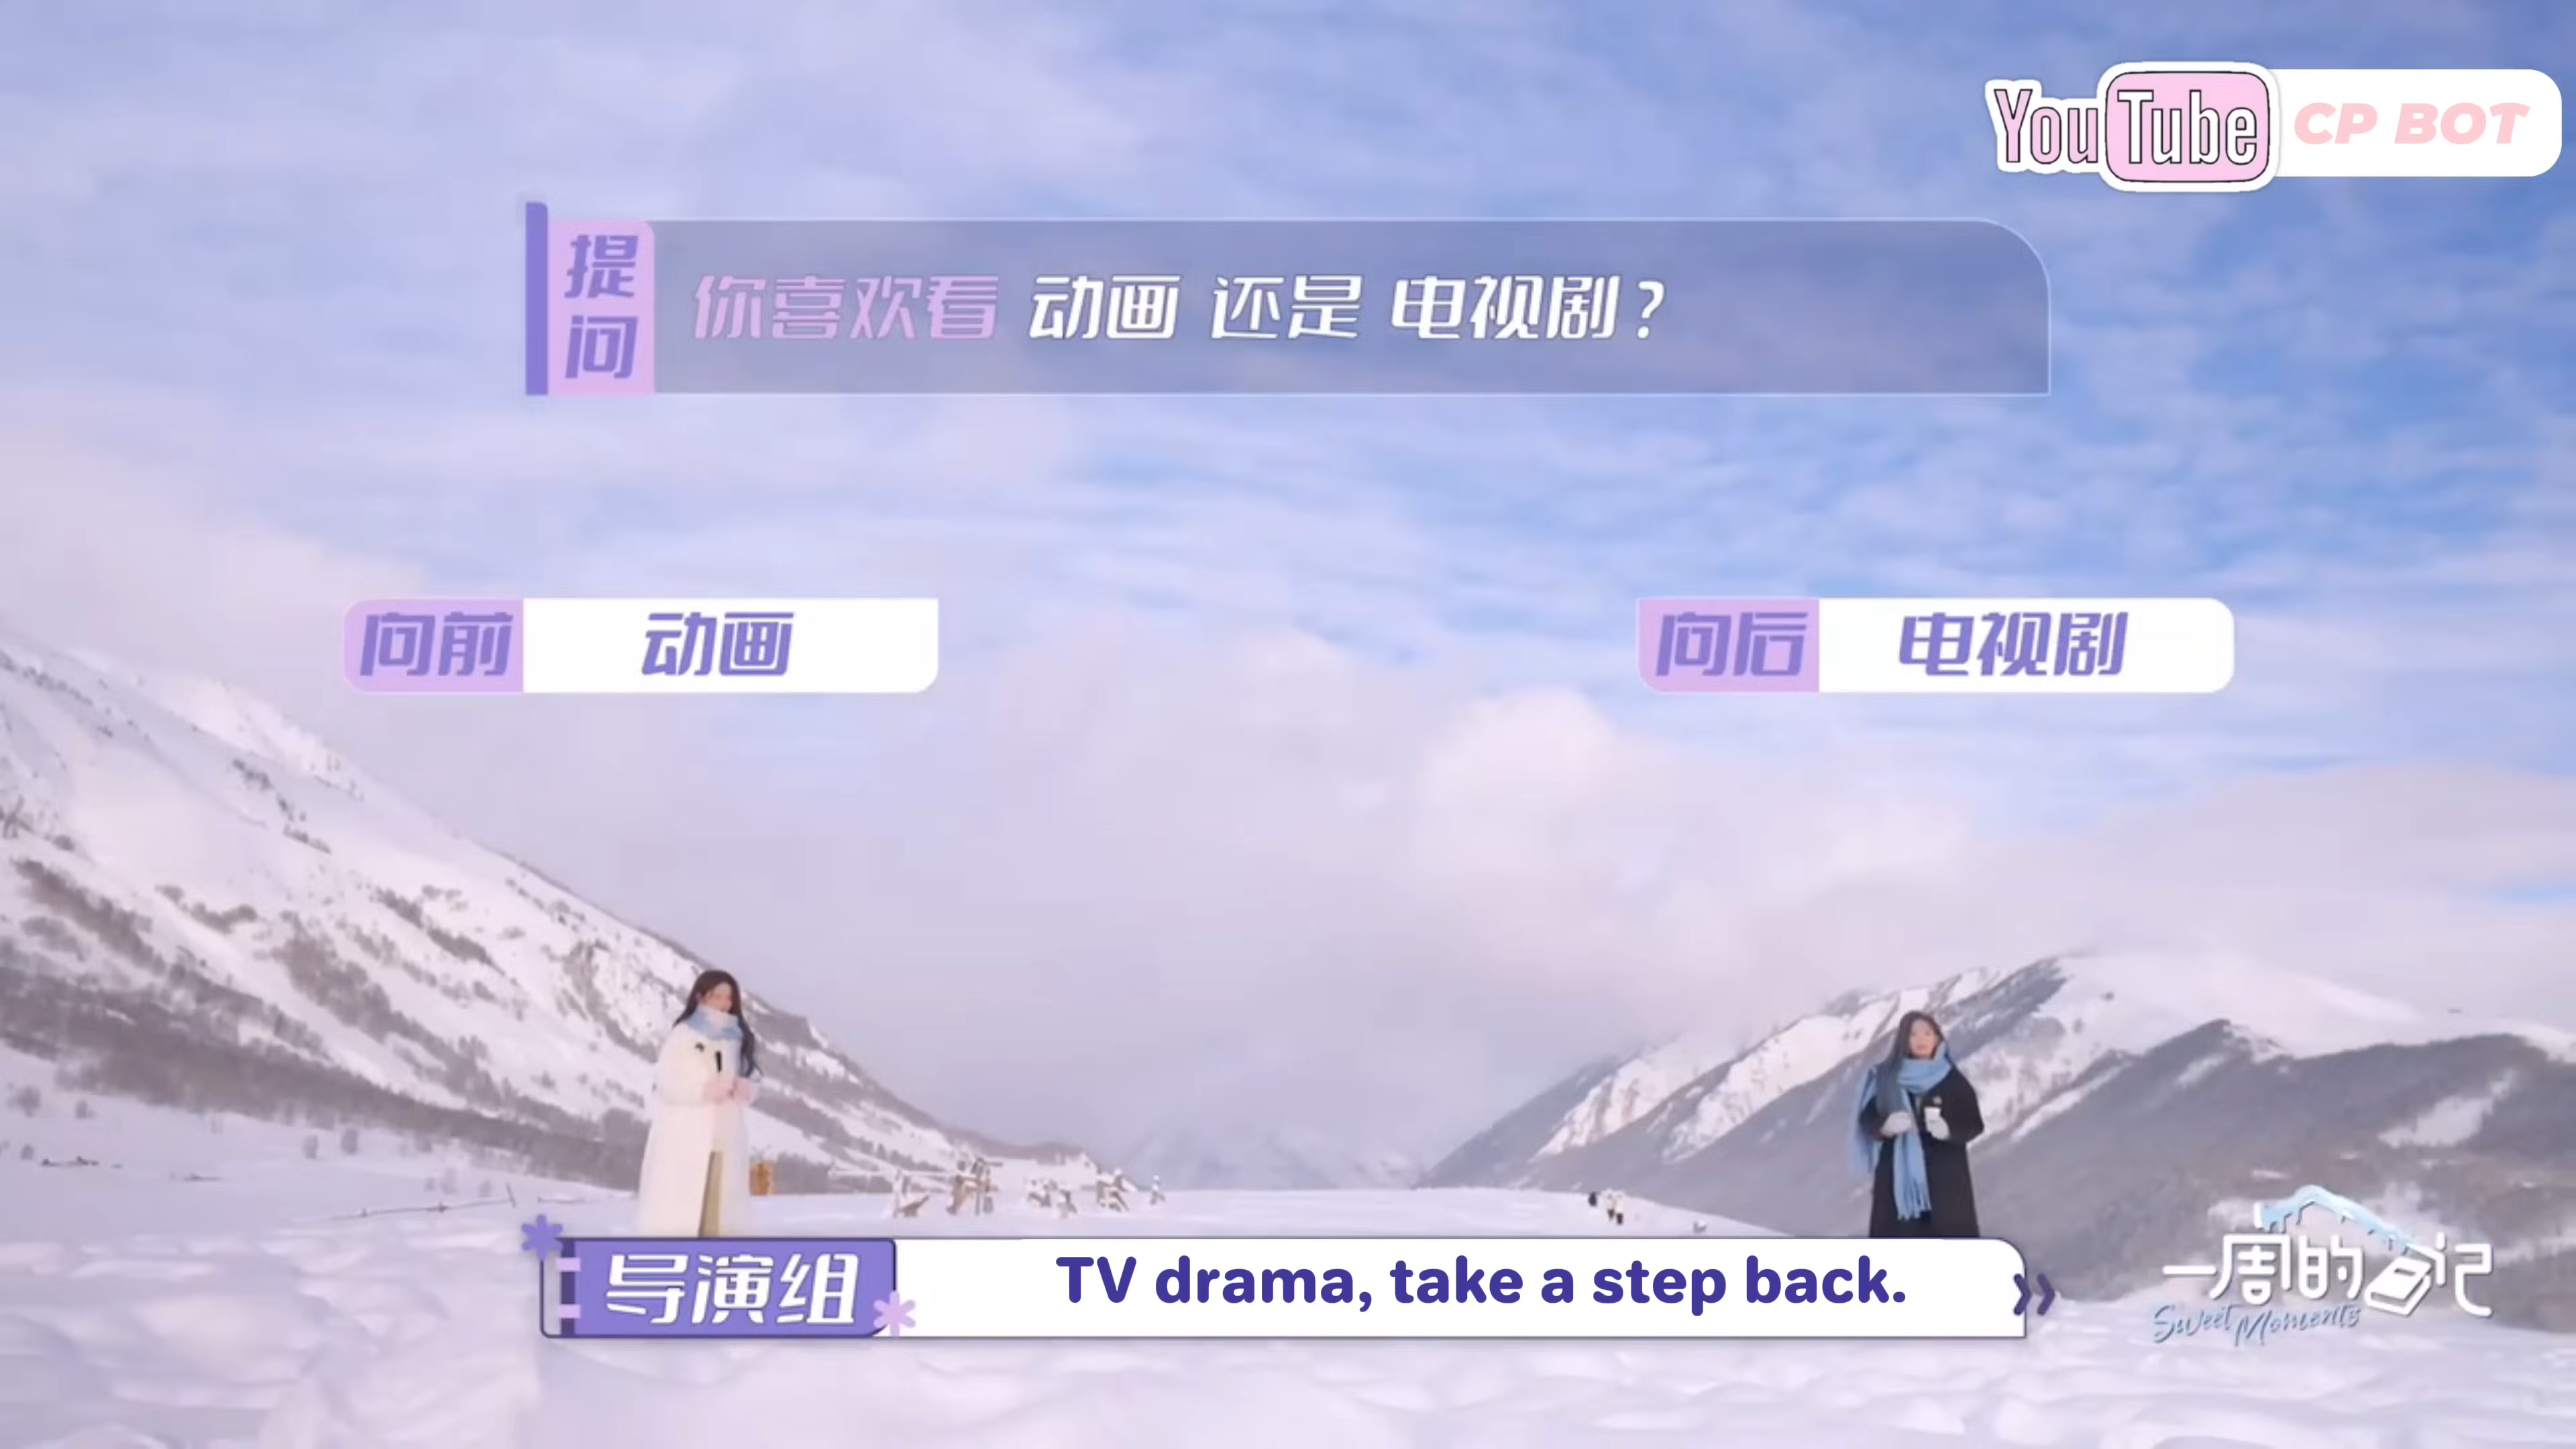 YouTube CP BOT
提问
你喜欢看 动画 还是 电视剧?
向前 动画
向后 电视剧
导演组 TV drama, take a step back.
一周的日记
Sweet Moments